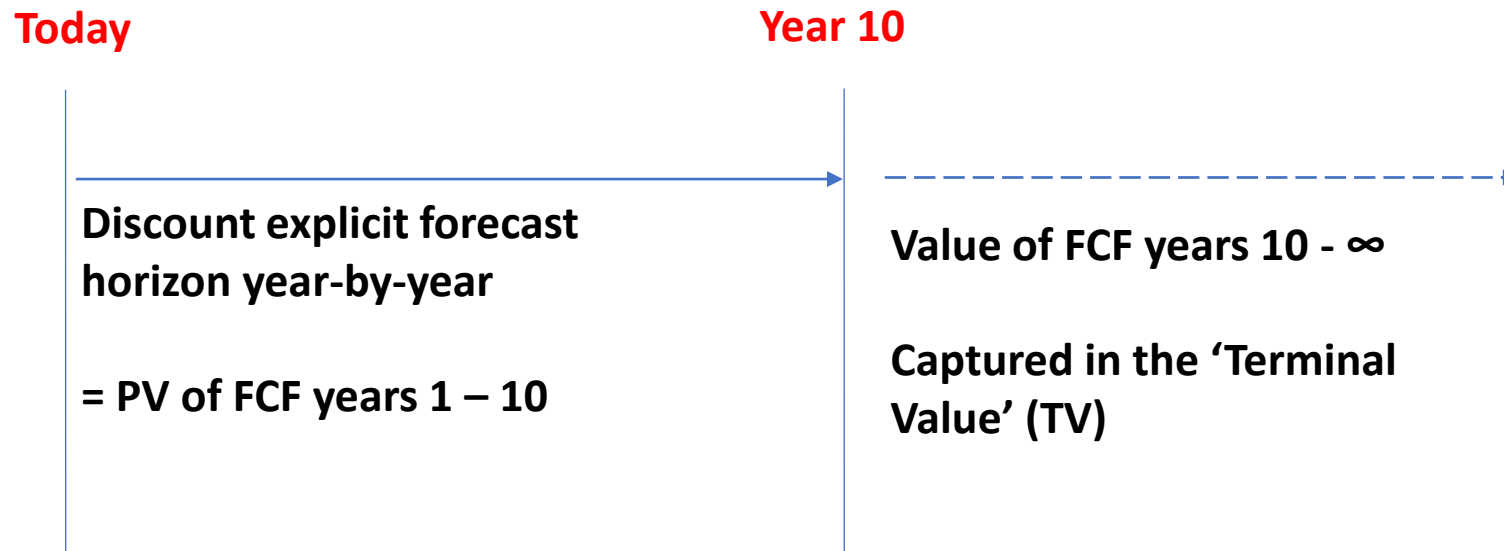 Today
Year 10
Discount explicit forecast
horizon year-by-year
= PV of FCF years 1 – 10
Value of FCF years 10 - ∞
Captured in the ‘Terminal
Value’ (TV)